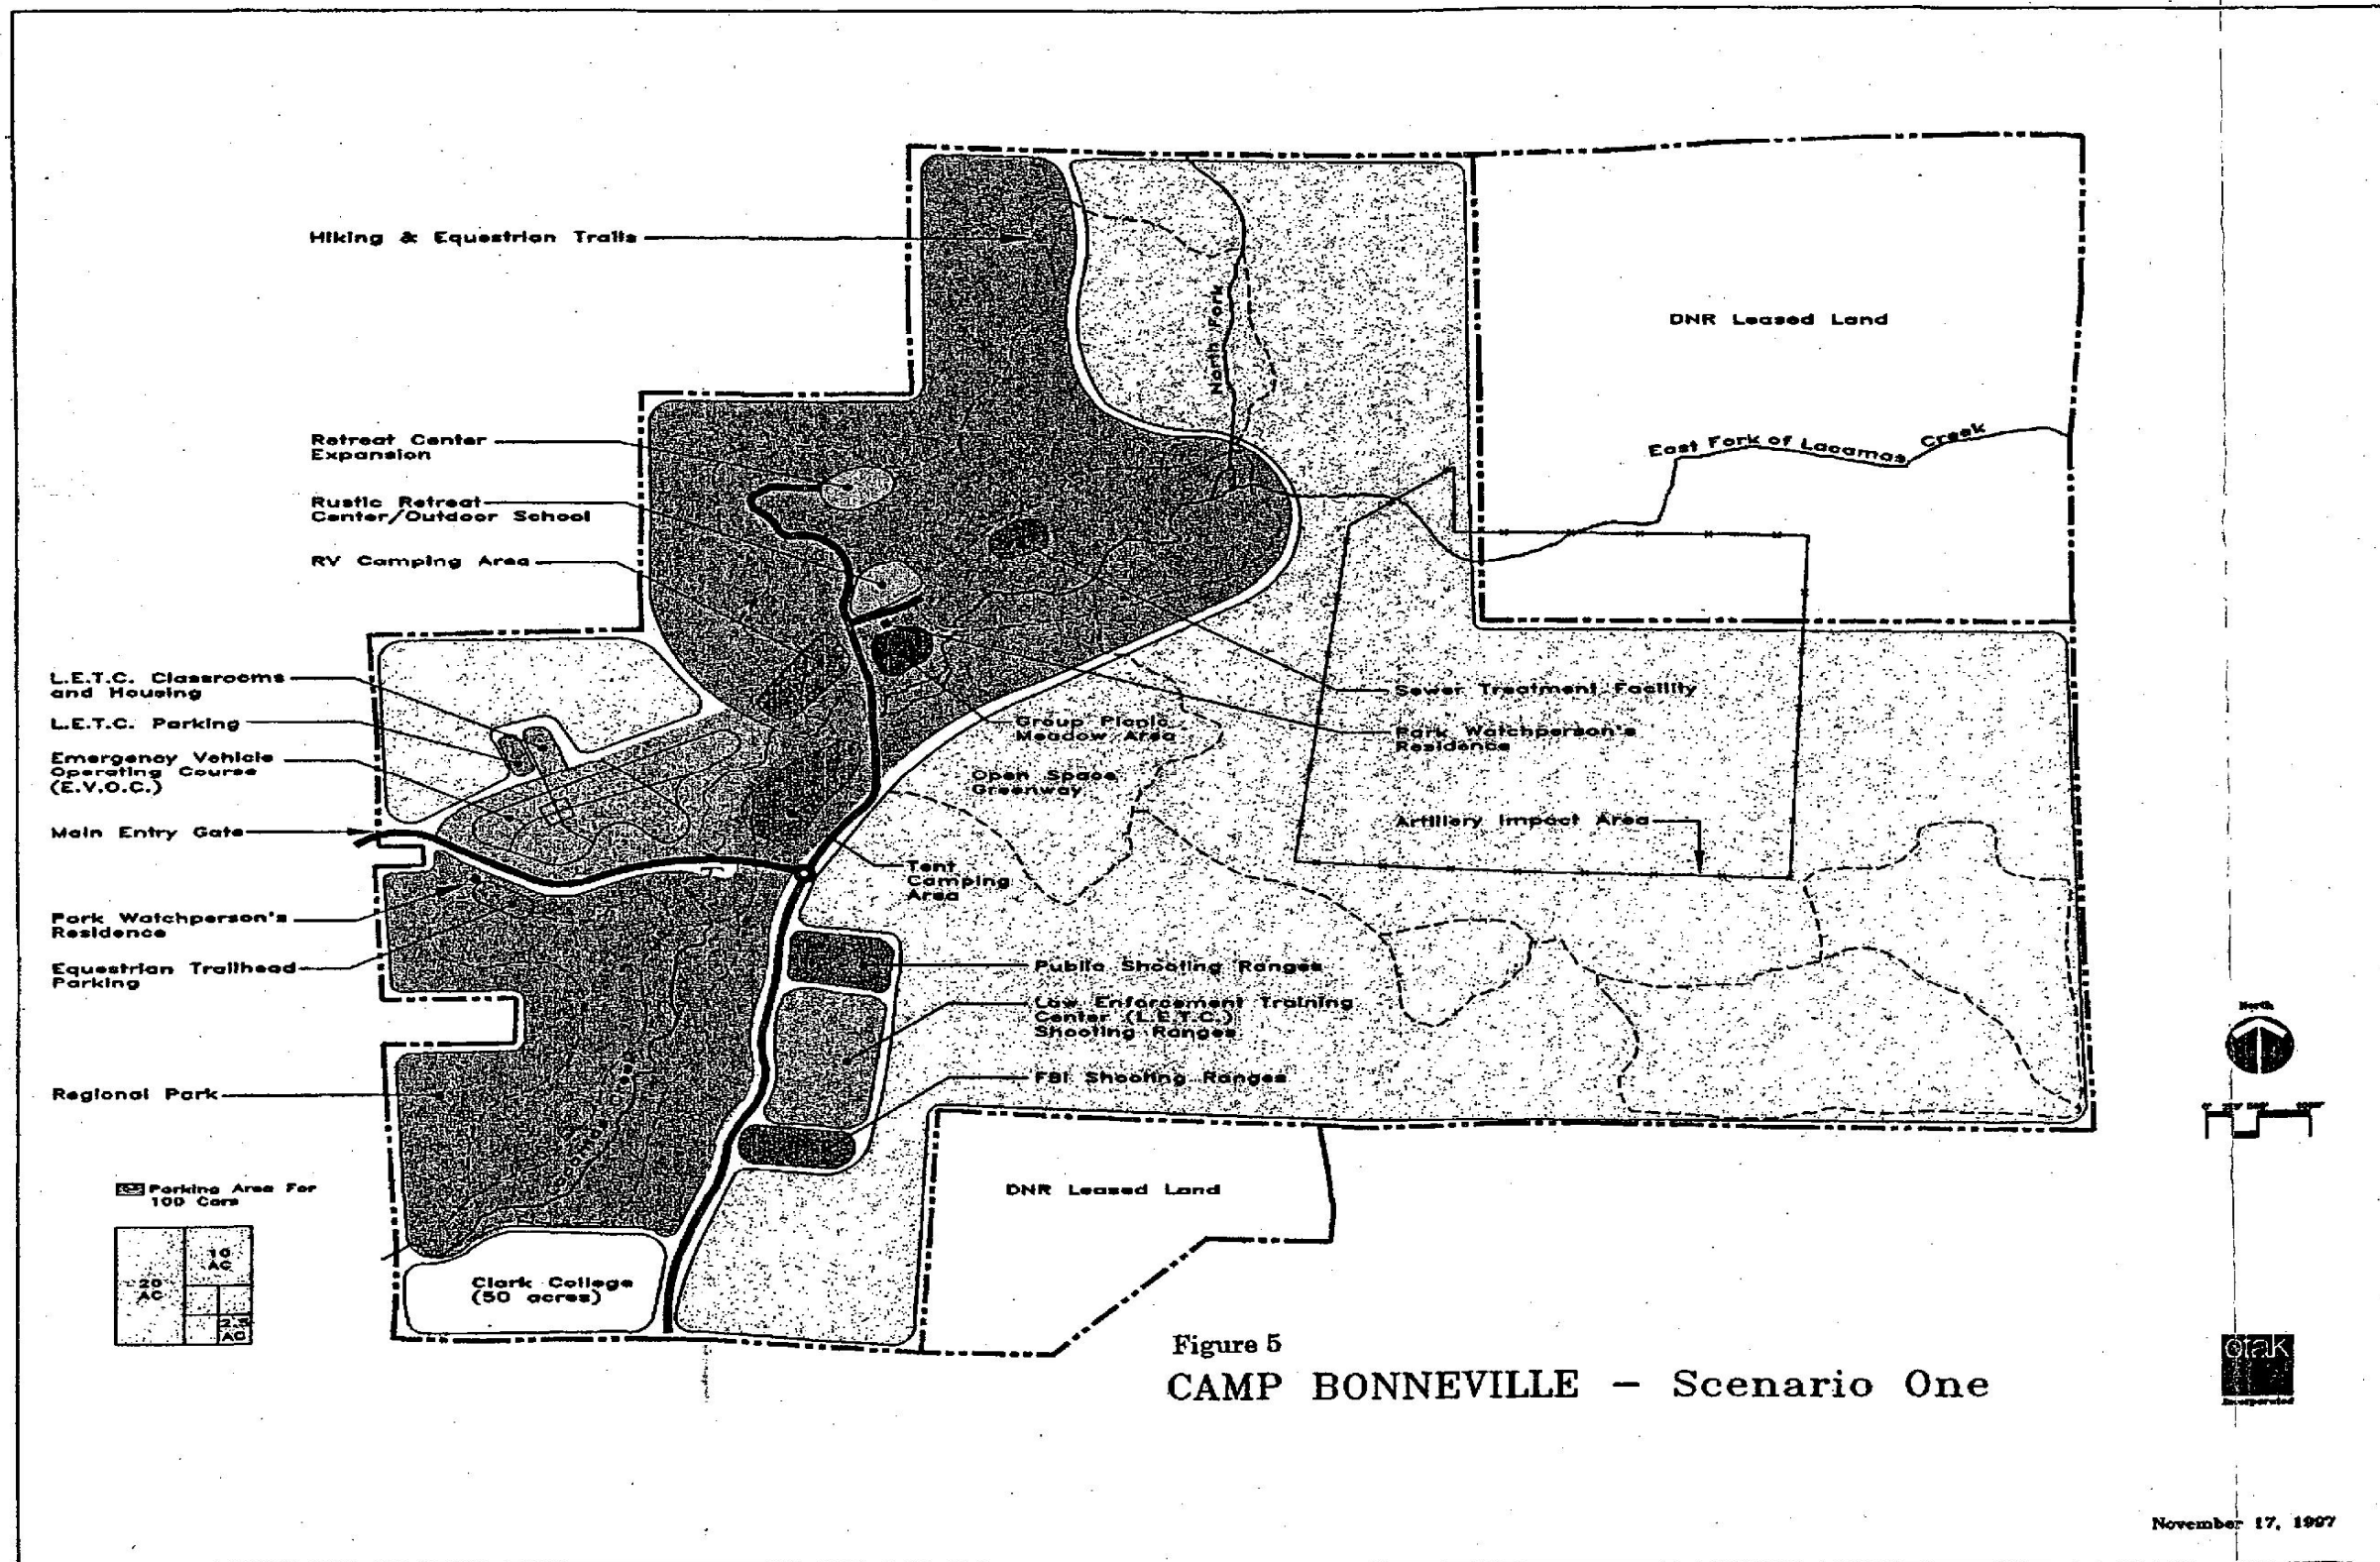 Hiking & Equestrian Trails
North Fork
DNR Leased Land
East Fork of Lacamas Creek
Retreat Center
Expansion
Rustic Retreat
Center/Outdoor School
RV Camping Area
L.E.T.C. Classrooms
and Housing
L.E.T.C. Parking
Emergency Vehicle
Operating Course
(E.V.O.C.)
Main Entry Gate
Park Watchperson's
Residence
Equestrian Trailhead
Parking
Regional Park
Sewer Treatment Facility
Park Watchperson's
Residence
Group Picnic
Meadow Area
Open Space
Greenway
Artillery Impact Area
Tent
Camping
Area
Public Shooting Ranges
Law Enforcement Training
Center (L.E.T.C.)
Shooting Ranges
FBI Shooting Ranges
North
Parking Area For
100 Cars
10
AC
20
AC
2.5
AC
DNR Leased Land
Clark College
(50 acres)
Figure 5
CAMP BONNEVILLE - Scenario One
otak
Incorporated
November 17, 1997